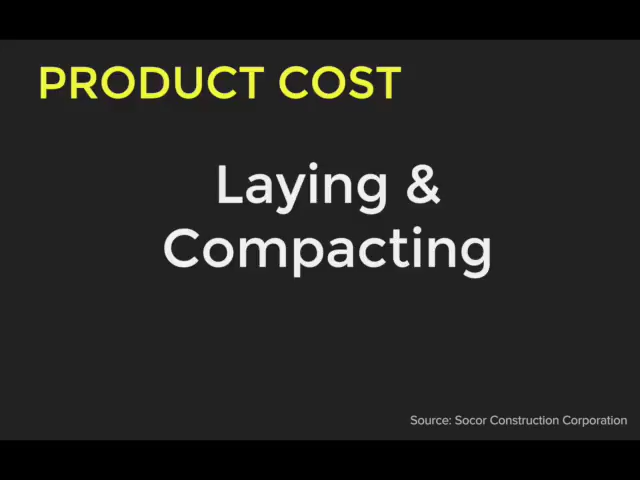 PRODUCT COST
Laying &
Compacting
Source: Socor Construction Corporation